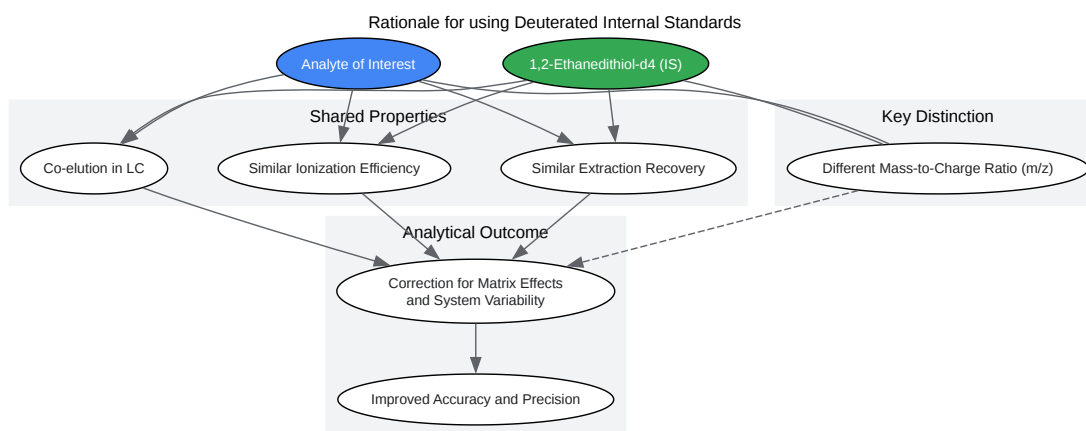 Rationale for using Deuterated Internal Standards
Analyte of Interest
1,2-Ethanedithiol-d4 (IS)
Shared Properties
Key Distinction
Co-elution in LC
Similar Ionization Efficiency
Similar Extraction Recovery
Different Mass-to-Charge Ratio (m/z)
Analytical Outcome
Correction for Matrix Effects
and System Variability
Improved Accuracy and Precision